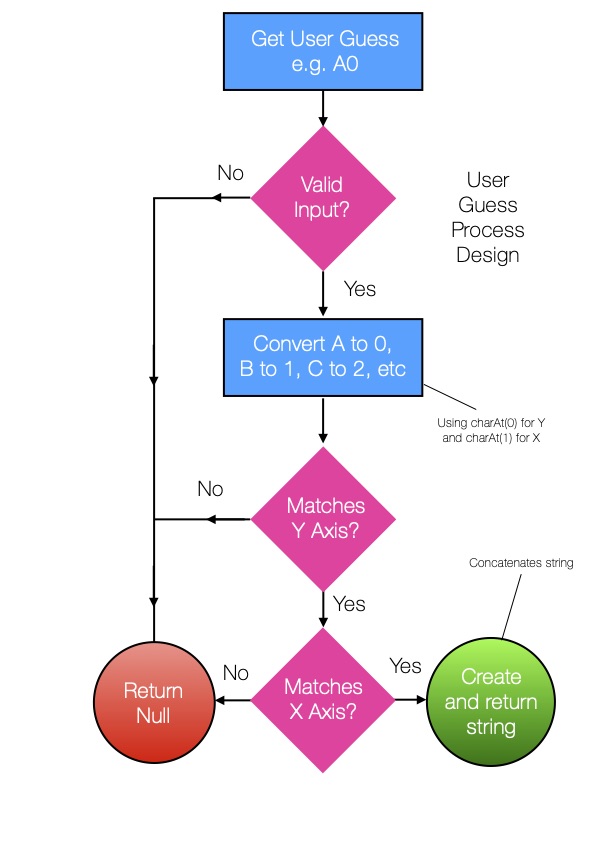 Get User Guess
e.g. A0
No
Valid
Input?
User
Guess
Process
Design
Yes
Convert A to 0,
B to 1, C to 2, etc
Using charAt(0) for Y
and charAt(1) for X
No
Matches
Y Axis?
Concatenates string
Yes
No
Yes
Return
Null
Matches
X Axis?
Create
and return
string